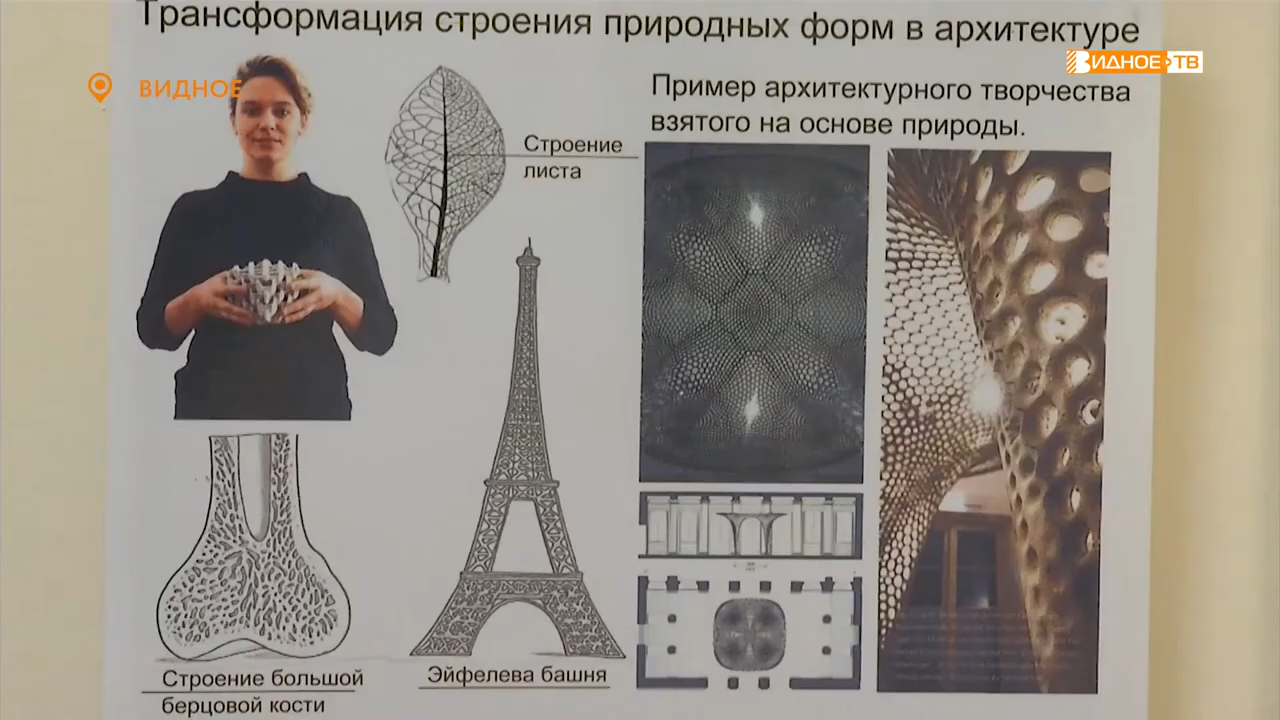 Трансформация строения природных форм в архитектуре
ВИДНОЕ
ВИДНОЕ ТВ
Пример архитектурного творчества
взятого на основе природы.
Строение
листа
Строение большой
берцовой кости
Эйфелева башня